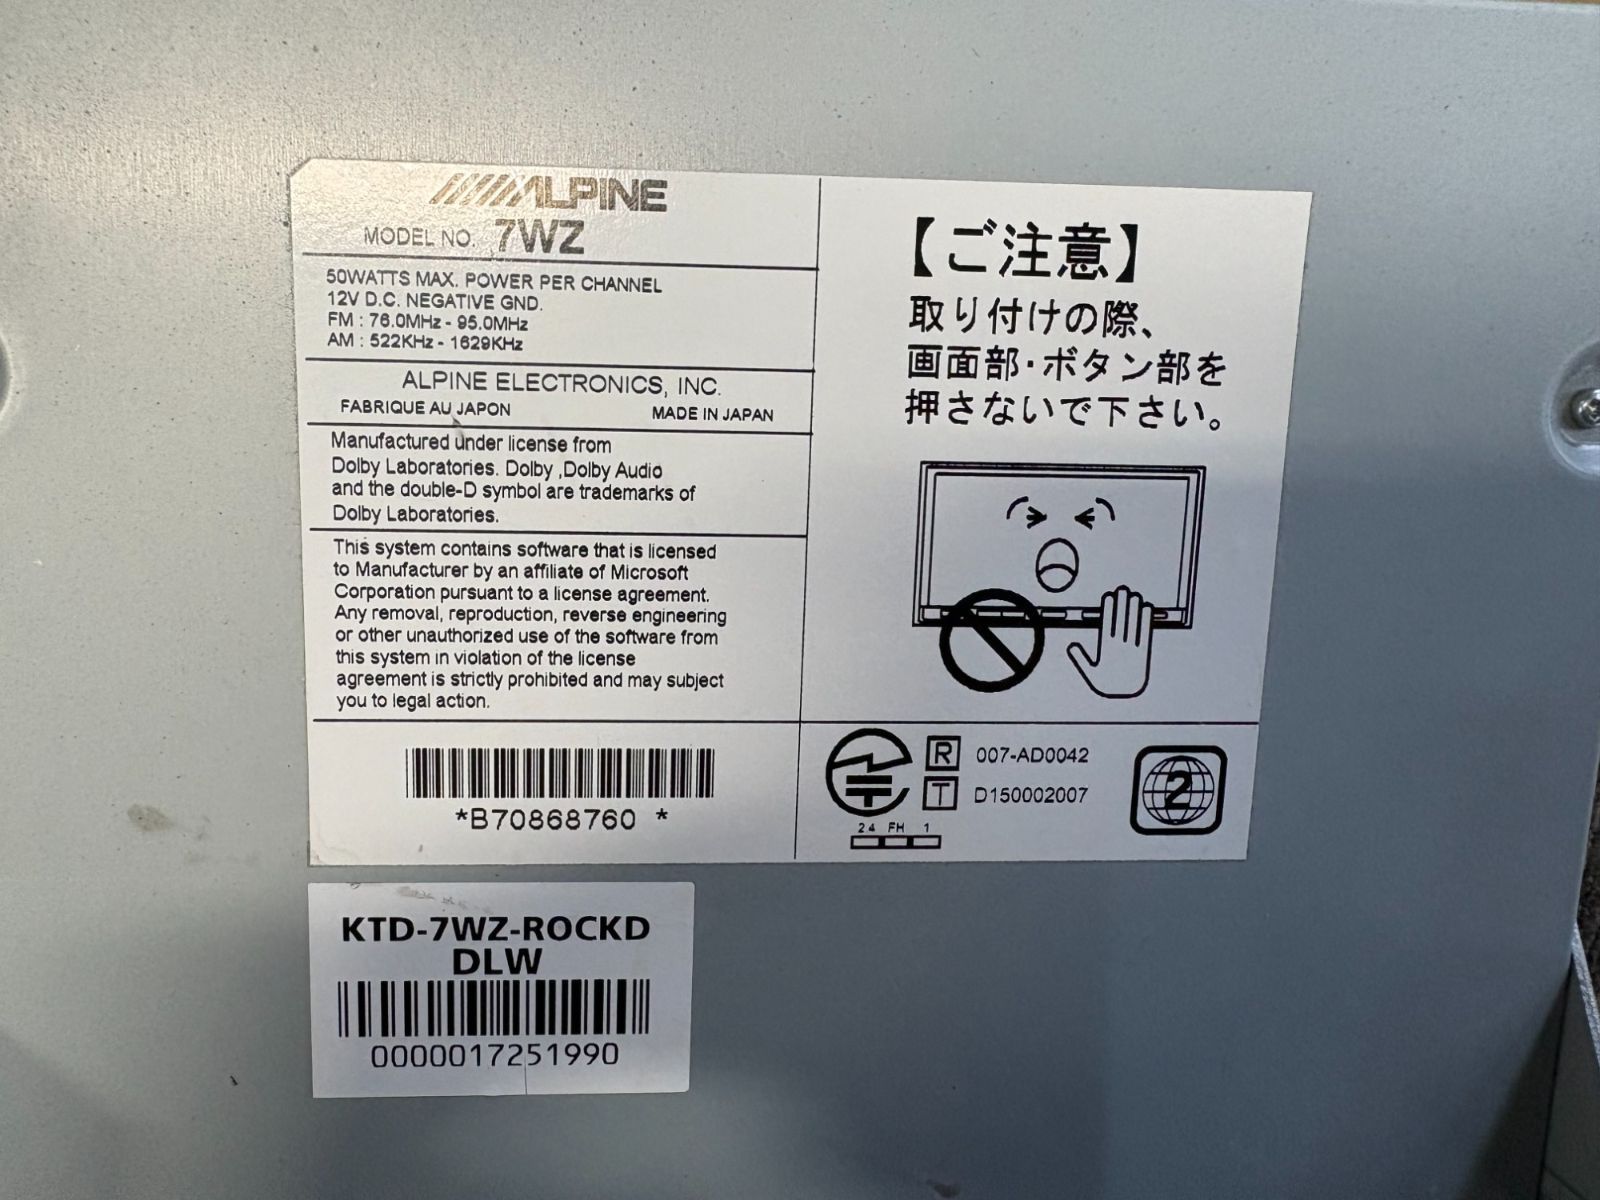 ALPINE
MODEL NO. 7WZ
50WATTS MAX. POWER PER CHANNEL
12V D.C. NEGATIVE GND.
FM : 76.0MHz - 95.0MHz
AM : 522KHz - 1629KHz
ALPINE ELECTRONICS, INC.
FABRIQUE AU JAPON MADE IN JAPAN
Manufactured under license from
Dolby Laboratories. Dolby ,Dolby Audio
and the double-D symbol are trademarks of
Dolby Laboratories.
This system contains software that is licensed
to Manufacturer by an affiliate of Microsoft
Corporation pursuant to a license agreement.
Any removal, reproduction, reverse engineering
or other unauthorized use of the software from
this system in violation of the license
agreement is strictly prohibited and may subject
you to legal action.
*B70868760 *
【ご注意】
取り付けの際、
画面部・ボタン部を
押さないで下さい。
R 007-AD0042
T D150002007
2.4 FH 1
2
KTD-7WZ-ROCKD
DLW
0000017251990